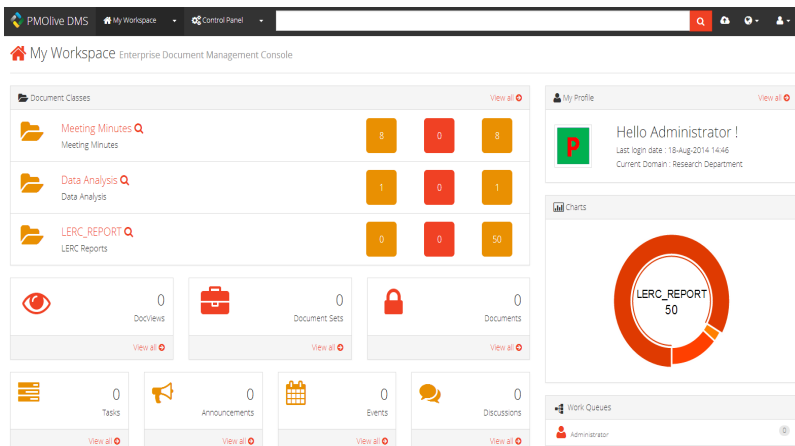 PMOlive DMS My Workspace Control Panel
My Workspace Enterprise Document Management Console
Document Classes View all
Meeting Minutes
Meeting Minutes
8 0 8
Data Analysis
Data Analysis
1 0 1
LERC_REPORT
LERC Reports
0 0 50
0
DocViews
View all
0
Document Sets
View all
0
Documents
View all
0
Tasks
View all
0
Announcements
View all
0
Events
View all
0
Discussions
View all
My Profile View all
P
Hello Administrator !
Last login date : 18-Aug-2014 14:46
Current Domain : Research Department
Charts
LERC_REPORT
50
Work Queues
Administrator 0